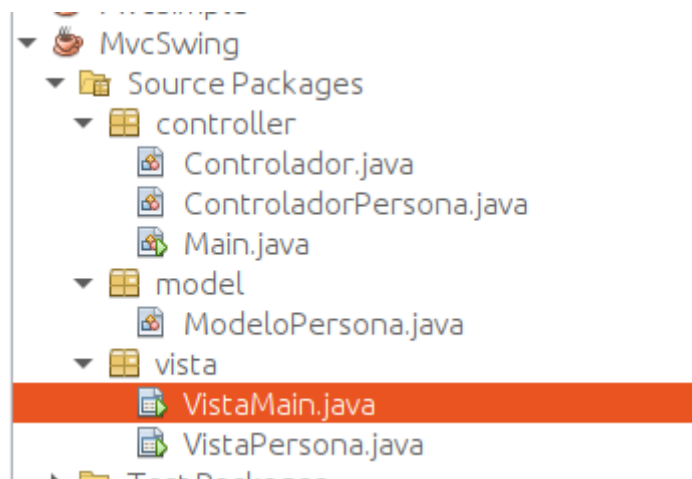 MvcSwing
Source Packages
controller
Controlador.java
ControladorPersona.java
Main.java
model
ModeloPersona.java
vista
VistaMain.java
VistaPersona.java